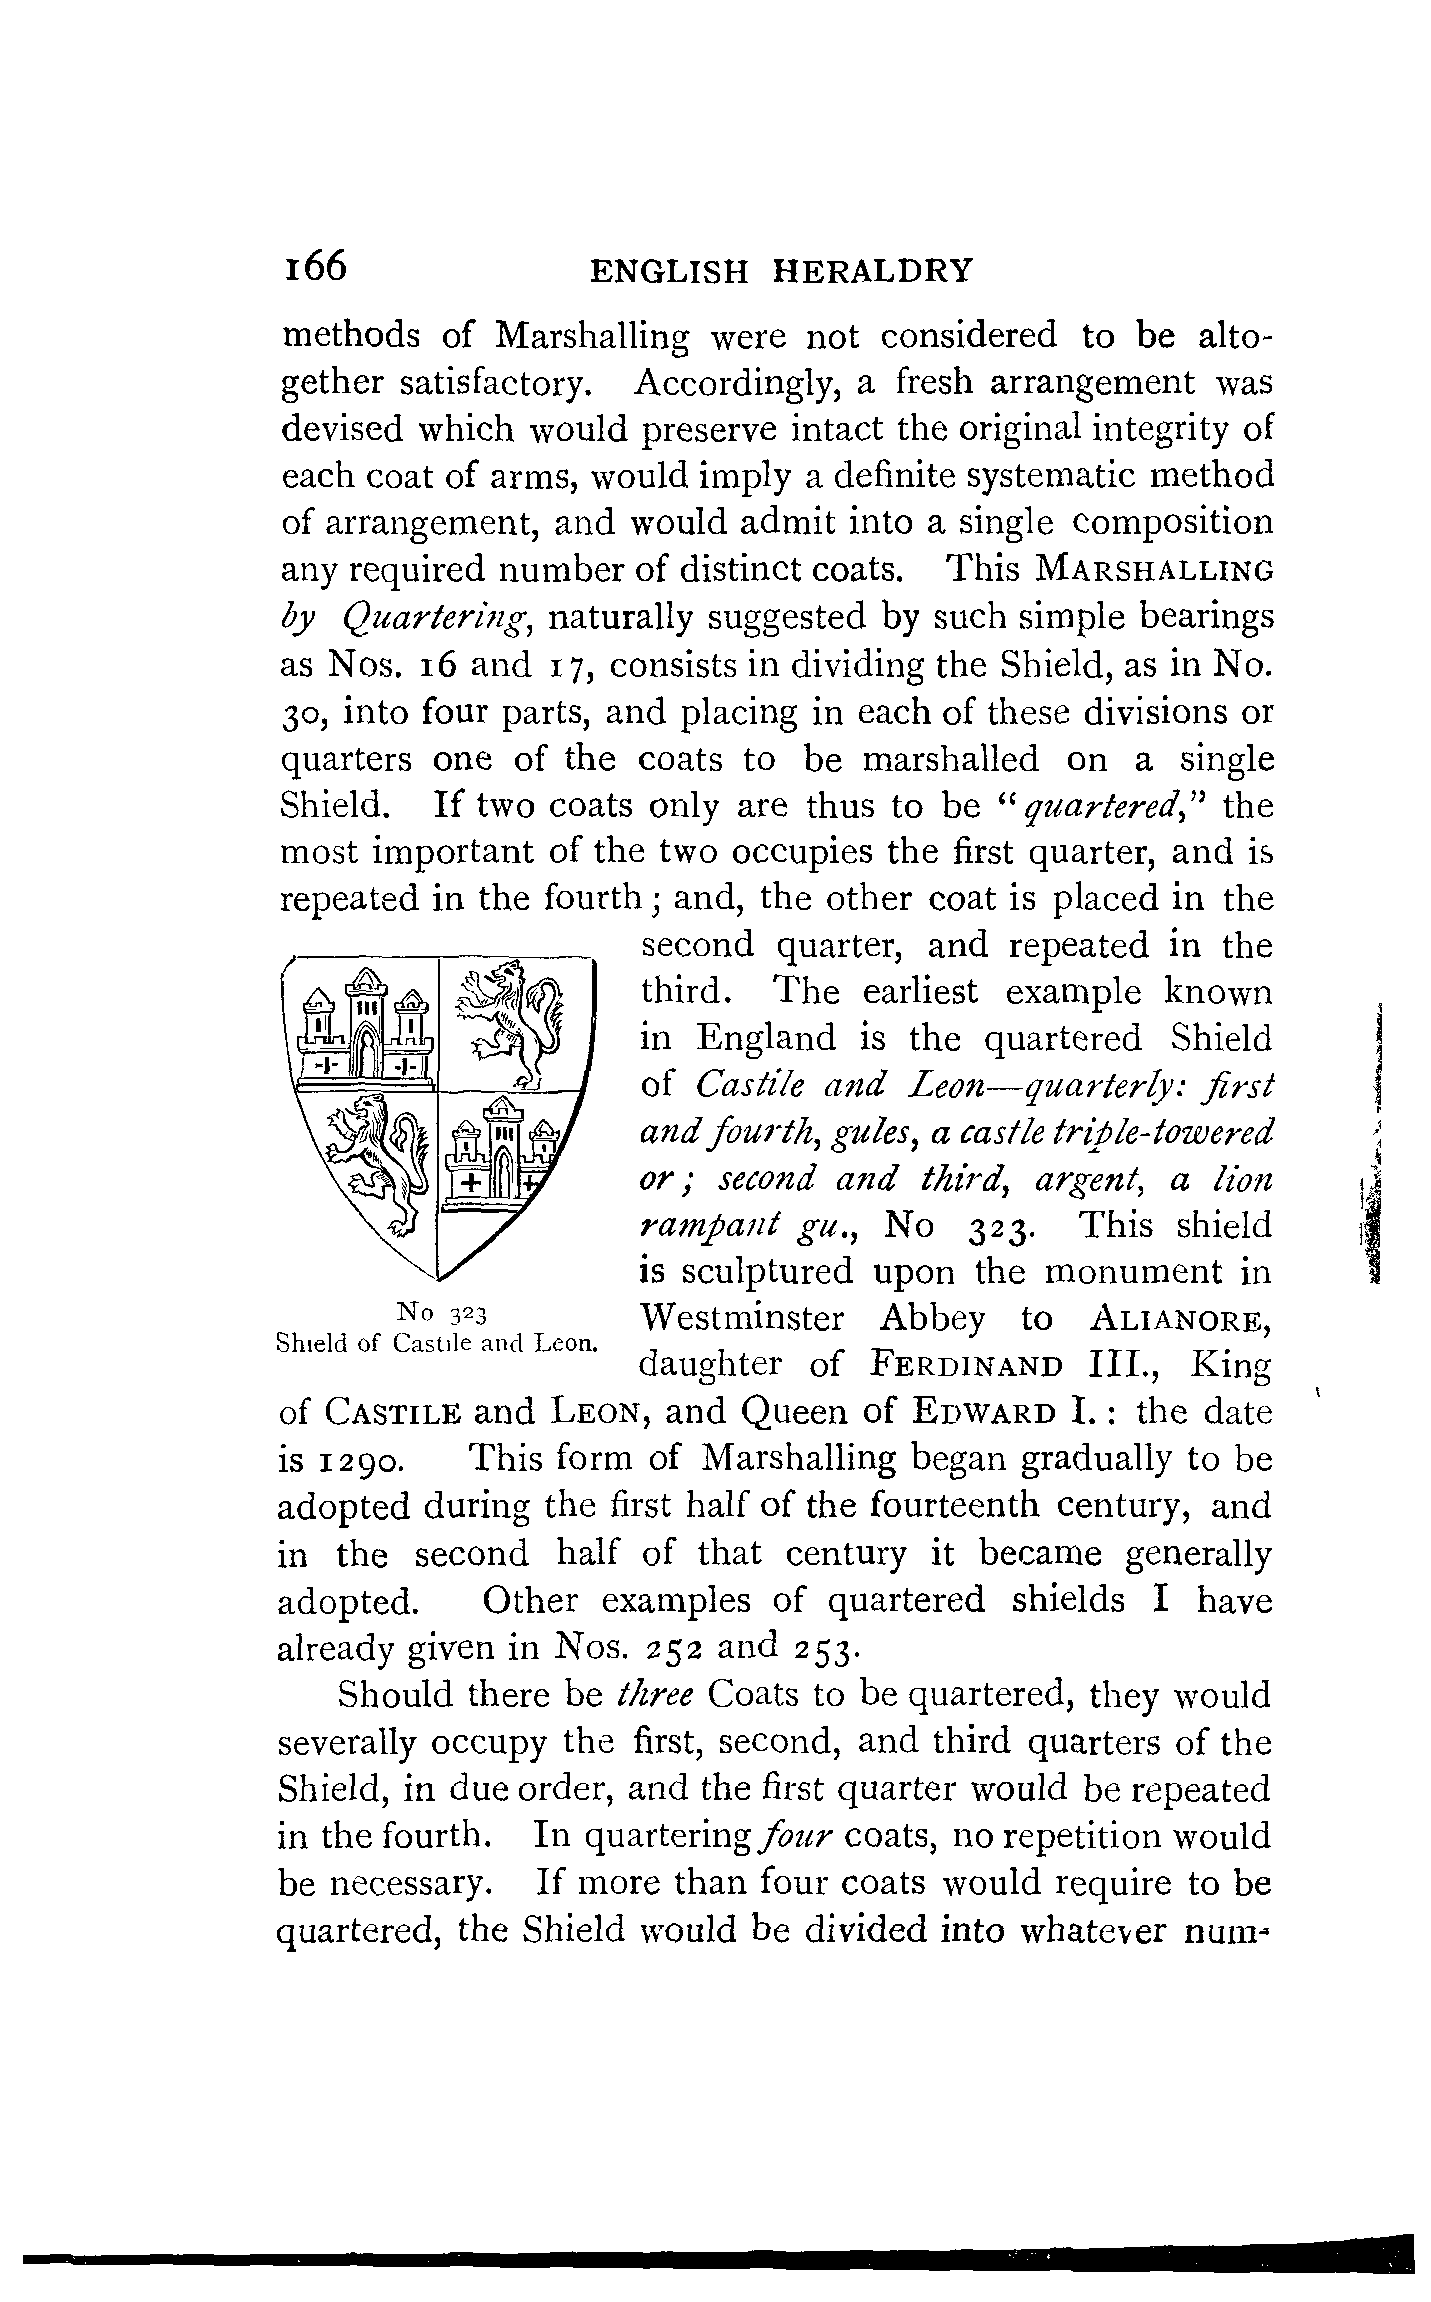 166 ENGLISH HERALDRY
methods of Marshalling were not considered to be alto-
gether satisfactory. Accordingly, a fresh arrangement was
devised which would preserve intact the original integrity of
each coat of arms, would imply a definite systematic method
of arrangement, and would admit into a single composition
any required number of distinct coats. This MARSHALLING
by Quartering, naturally suggested by such simple bearings
as Nos. 16 and 17, consists in dividing the Shield, as in No.
30, into four parts, and placing in each of these divisions or
quarters one of the coats to be marshalled on a single
Shield. If two coats only are thus to be “quartered,” the
most important of the two occupies the first quarter, and is
repeated in the fourth; and, the other coat is placed in the
second quarter, and repeated in the
third. The earliest example known
in England is the quartered Shield
of Castile and Leon—quarterly: first
and fourth, gules, a castle triple-towered
or; second and third, argent, a lion
rampant gu., No 323. This shield
is sculptured upon the monument in
Westminster Abbey to ALIANORE,
daughter of FERDINAND III., King
No 323
Shield of Castile and Leon.
of CASTILE and LEON, and Queen of EDWARD I.: the date
is 1290. This form of Marshalling began gradually to be
adopted during the first half of the fourteenth century, and
in the second half of that century it became generally
adopted. Other examples of quartered shields I have
already given in Nos. 252 and 253.
Should there be three Coats to be quartered, they would
severally occupy the first, second, and third quarters of the
Shield, in due order, and the first quarter would be repeated
in the fourth. In quartering four coats, no repetition would
be necessary. If more than four coats would require to be
quartered, the Shield would be divided into whatever num-